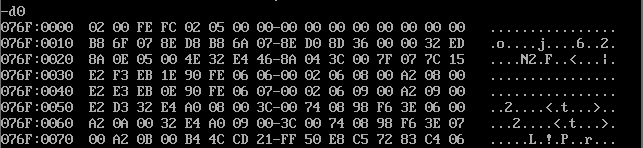 -d0
076F:0000  02 00 FE FC 02 05 00 00-00 00 00 00 00 00 00 00   ................
076F:0010  B8 6F 07 8E D8 B8 6A 07-8E D0 8D 36 00 00 32 ED   .o....j....6..2.
076F:0020  8A 0E 05 00 4E 32 E4 46-8A 04 3C 00 7F 07 7C 15   ....N2.F..<...|.
076F:0030  E2 F3 EB 1E 90 FE 06 06-00 02 06 08 00 A2 08 00   ................
076F:0040  E2 E3 EB 0E 90 FE 06 07-00 02 06 09 00 A2 09 00   ................
076F:0050  E2 D3 32 E4 A0 08 00 3C-00 74 08 98 F6 3E 06 00   ..2....<.t...>..
076F:0060  A2 0A 00 32 E4 A0 09 00-3C 00 74 08 98 F6 3E 07   ...2....<.t...>.
076F:0070  00 A2 0B 00 B4 4C CD 21-FF 50 E8 C5 72 83 C4 06   .....L.!.P..r...